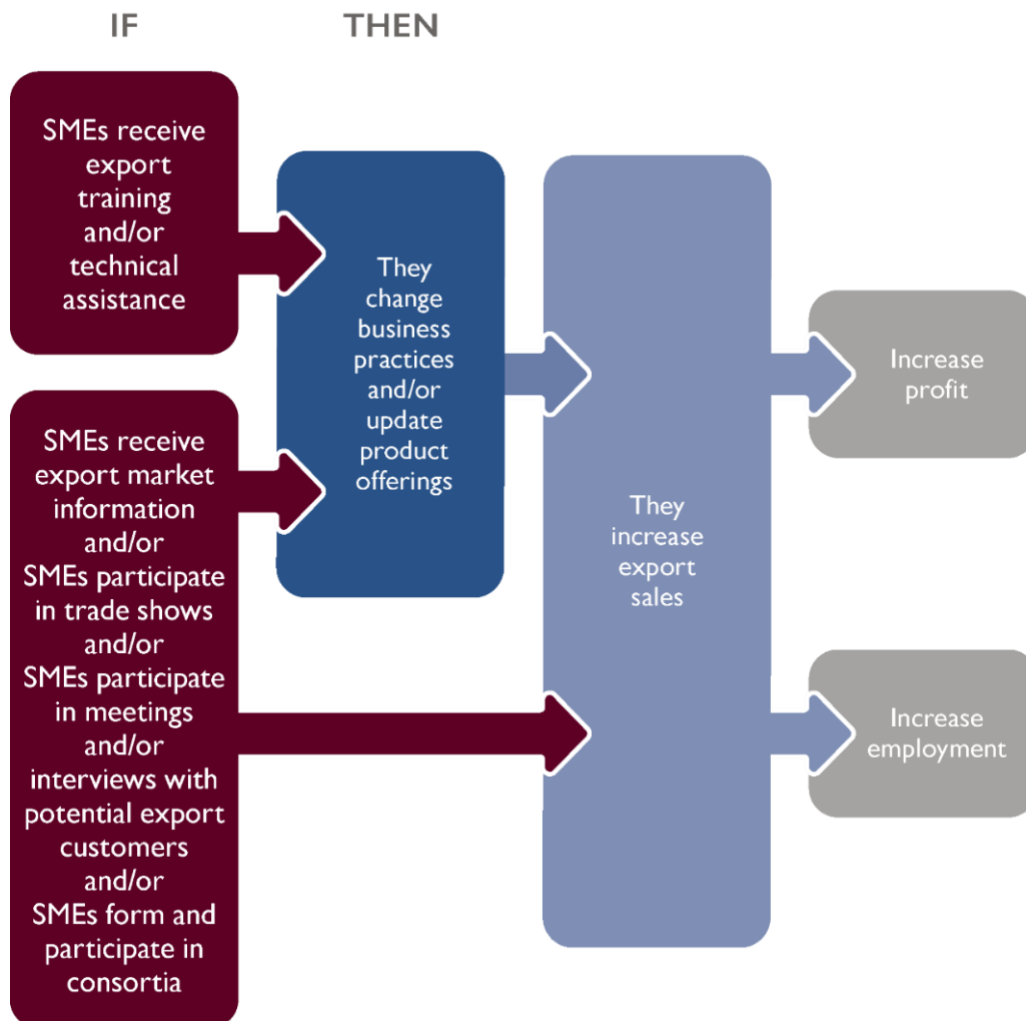 IF
THEN
SMEs receive
export
training
and/or
technical
assistance
SMEs receive
export market
information
and/or
SMEs participate
in trade shows
and/or
SMEs participate
in meetings
and/or
interviews with
potential export
customers
and/or
SMEs form and
participate in
consortia
They
change
business
practices
and/or
update
product
offerings
They
increase
export
sales
Increase
profit
Increase
employment